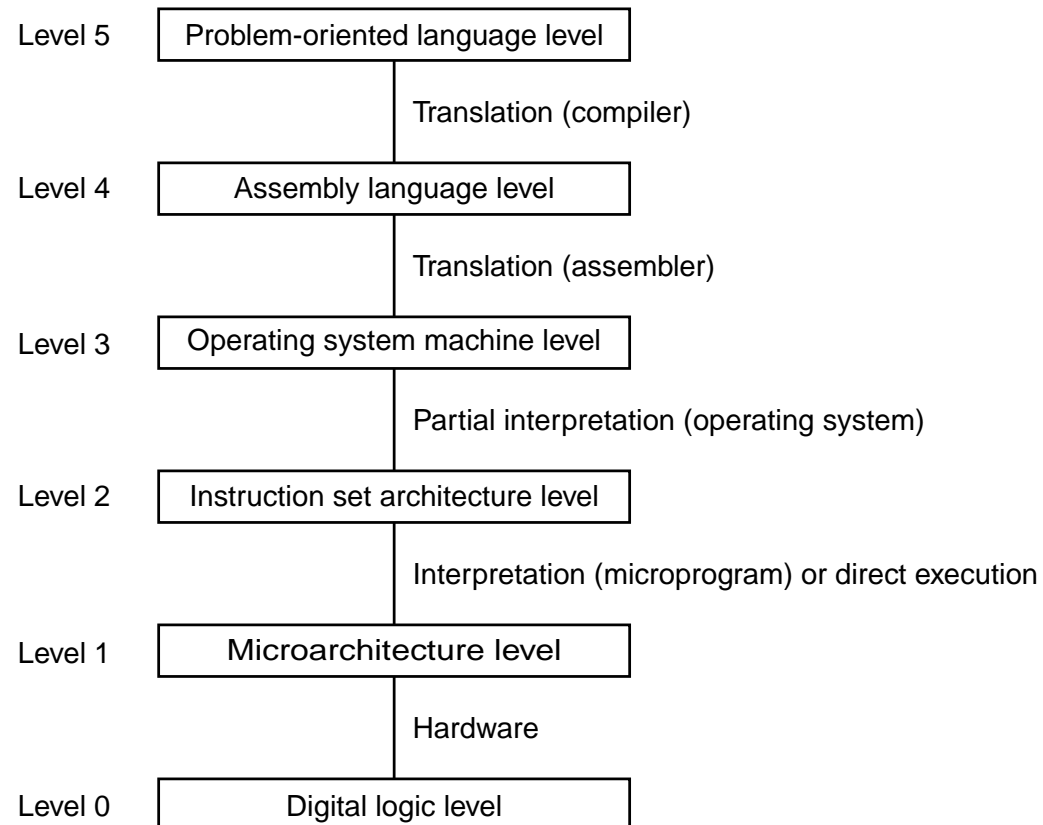 Level 5 Problem-oriented language level
Translation (compiler)
Level 4 Assembly language level
Translation (assembler)
Level 3 Operating system machine level
Partial interpretation (operating system)
Level 2 Instruction set architecture level
Interpretation (microprogram) or direct execution
Level 1 Microarchitecture level
Hardware
Level 0 Digital logic level